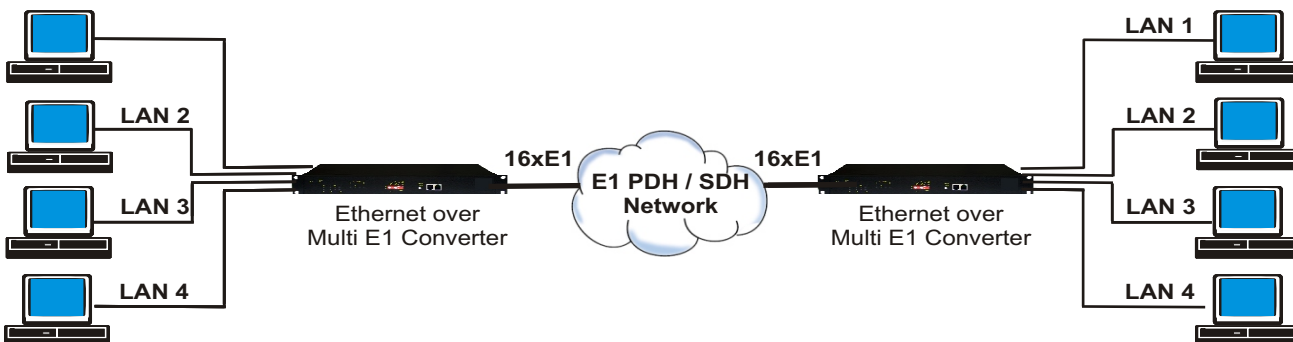 LAN 1
LAN 2
LAN 2
16xE1
16xE1
E1 PDH / SDH
Network
LAN 3
LAN 3
Ethernet over
Multi E1 Converter
Ethernet over
Multi E1 Converter
LAN 4
LAN 4